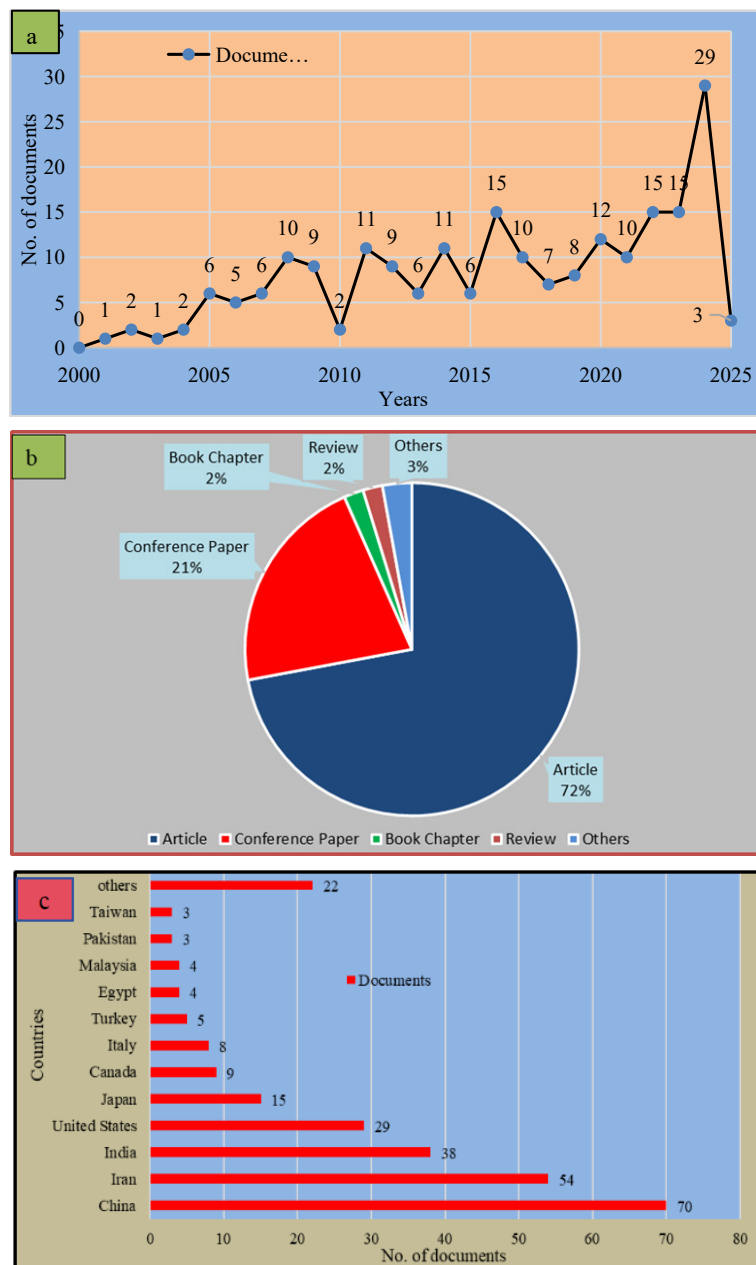 a
5
Docume…
29
30
25
20
15
10
5
0
No. of documents
0
1
2
1
2
6
5
6
10
9
2
11
9
6
11
6
15
10
7
8
12
10
15
15
3
2000
2005
2010
2015
2020
2025
Years
b
Book Chapter
2%
Review
2%
Others
3%
Conference Paper
21%
Article
72%
Article
Conference Paper
Book Chapter
Review
Others
c
Countries
Documents
others
22
Taiwan
3
Pakistan
3
Malaysia
4
Egypt
4
Turkey
5
Italy
8
Canada
9
Japan
15
United States
29
India
38
Iran
54
China
70
0
10
20
30
40
50
60
70
80
No. of documents